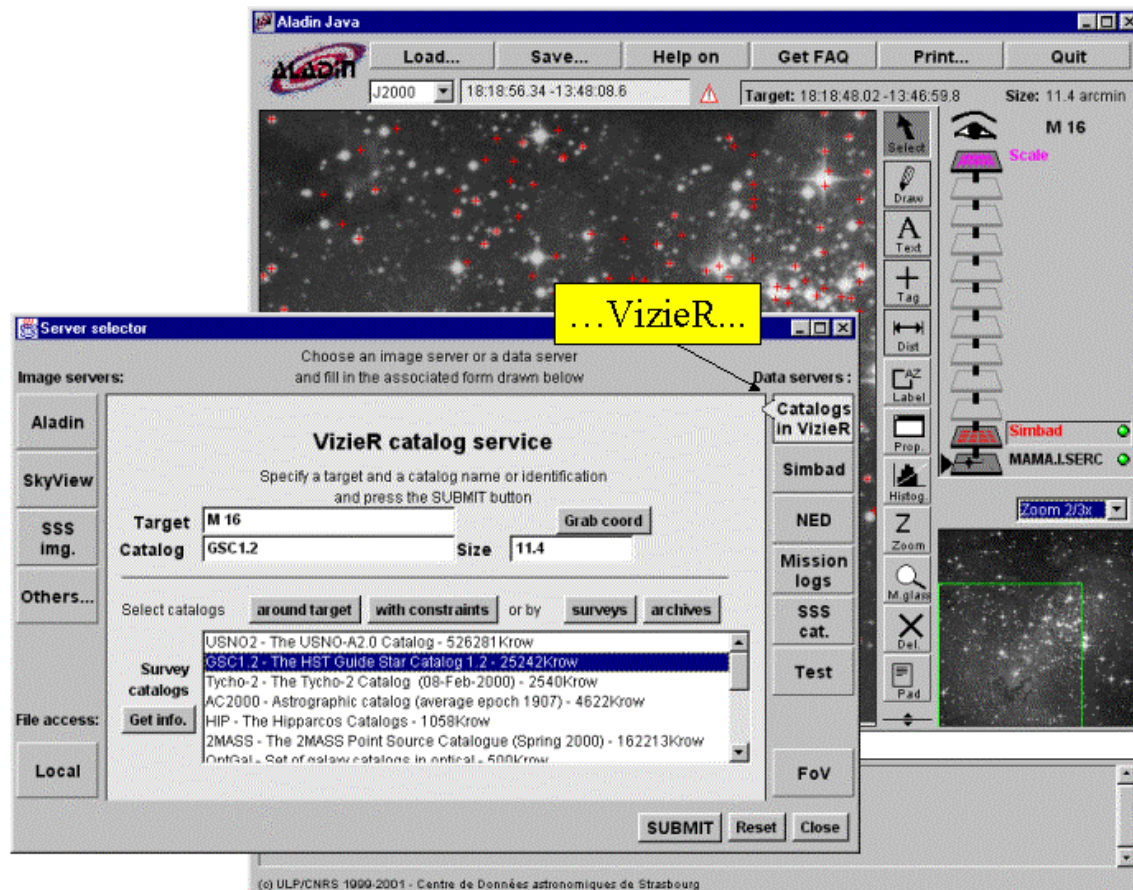 Aladin Java
ALADIN
Load...
Save...
Help on
Get FAQ
Print...
Quit
J2000
18:18:56.34 -13:48:08.6
Target: 18:18:48.02 -13:46:59.8
Size: 11.4 arcmin
M 16
Scale
Select
Draw
Text
Tag
Dist
Label
Prop.
Histog.
Zoom
M.glass
Del.
Pad
Simbad
MAMA.I.SERC
Zoom 2/3x
...VizieR...
Server selector
Choose an image server or a data server
and fill in the associated form drawn below
Image servers:
Data servers :
Aladin
SkyView
SSS
img.
Others...
File access:
Local
VizieR catalog service
Specify a target and a catalog name or identification
and press the SUBMIT button
Target
M 16
Grab coord
Catalog
GSC1.2
Size
11.4
Select catalogs
around target
with constraints
or by
surveys
archives
Survey
catalogs
Get info.
USNO2 - The USNO-A2.0 Catalog - 526281Krow
GSC1.2 - The HST Guide Star Catalog 1.2 - 25242Krow
Tycho-2 - The Tycho-2 Catalog (08-Feb-2000) - 2540Krow
AC2000 - Astrographic catalog (average epoch 1907) - 4622Krow
HIP - The Hipparcos Catalogs - 1058Krow
2MASS - The 2MASS Point Source Catalogue (Spring 2000) - 162213Krow
OptGal - Set of galaxy catalogs in optical - 500Krow
Catalogs
in VizieR
Simbad
NED
Mission
logs
SSS
cat.
Test
FoV
SUBMIT
Reset
Close
(c) ULP/CNRS 1999-2001 - Centre de Données astronomiques de Strasbourg